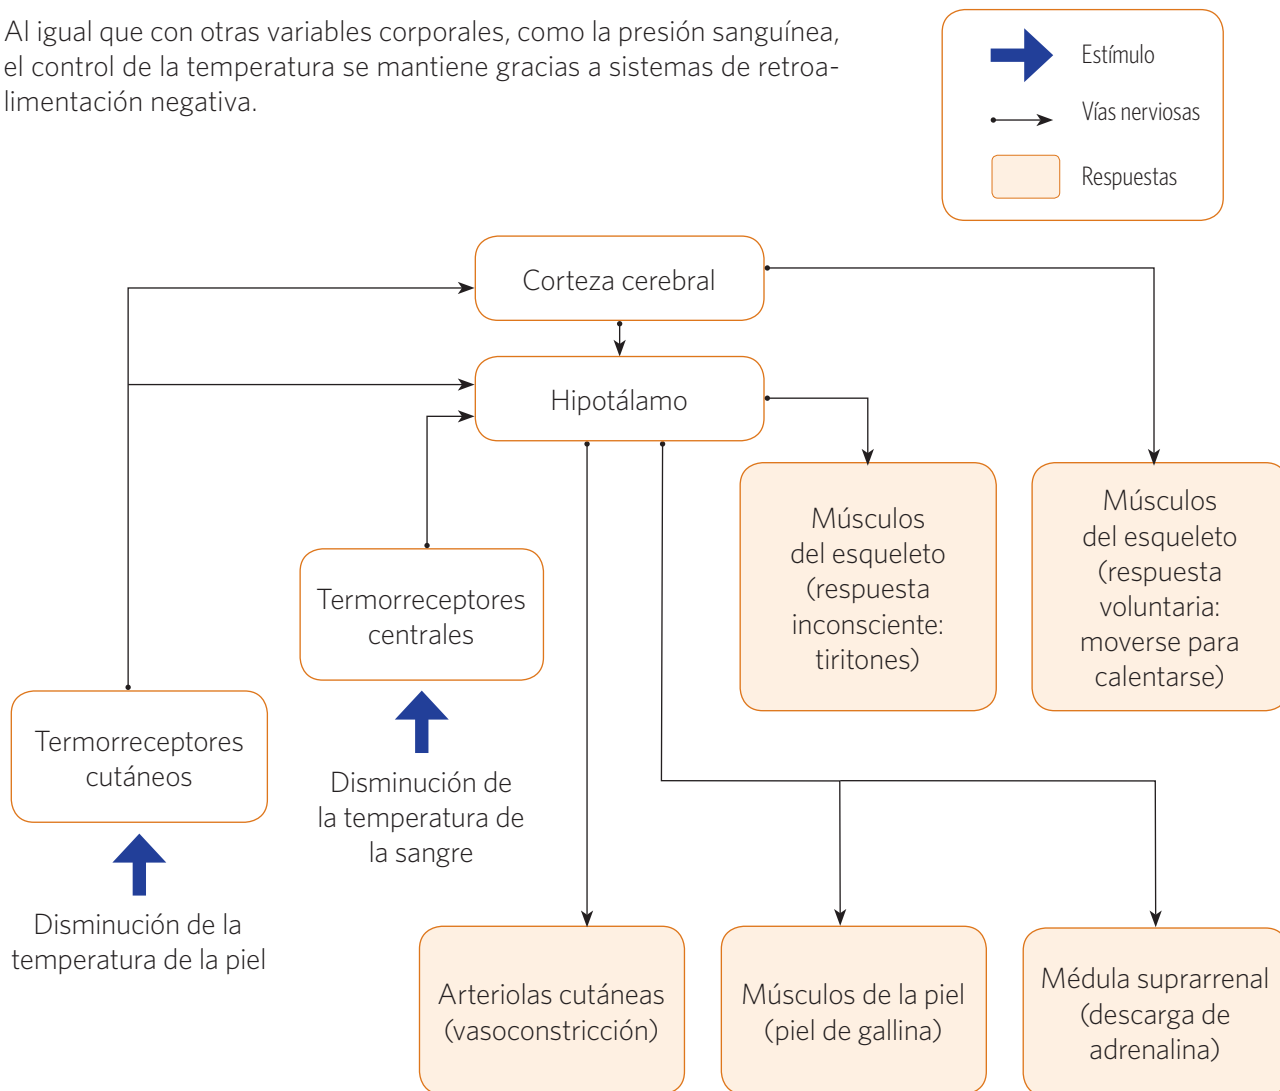 Al igual que con otras variables corporales, como la presión sanguínea,
el control de la temperatura se mantiene gracias a sistemas de retroa-
limentación negativa.
Estímulo
Vías nerviosas
Respuestas
Corteza cerebral
Hipotálamo
Termorreceptores
centrales
Termorreceptores
cutáneos
Disminución de
la temperatura de
la sangre
Disminución de la
temperatura de la piel
Músculos
del esqueleto
(respuesta
inconsciente:
tiritones)
Músculos
del esqueleto
(respuesta
voluntaria:
moverse para
calentarse)
Arteriolas cutáneas
(vasoconstricción)
Músculos de la piel
(piel de gallina)
Médula suprarrenal
(descarga de
adrenalina)